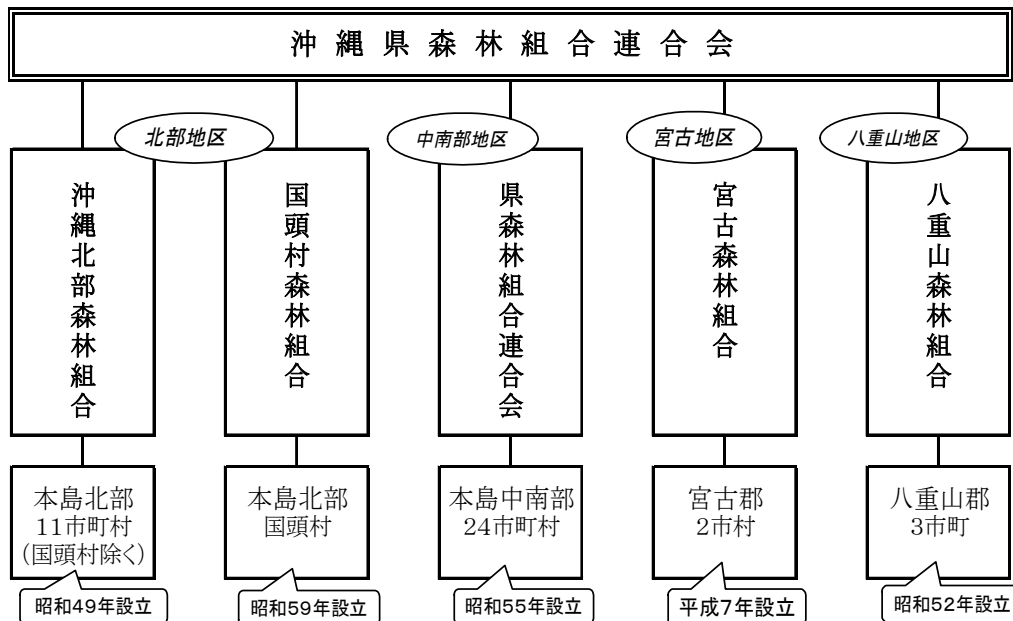 沖縄県森林組合連合会
北部地区
中南部地区
宮古地区
八重山地区
沖縄北部森林組合
国頭村森林組合
県森林組合連合会
宮古森林組合
八重山森林組合
本島北部
11市町村
(国頭村除く)
本島北部
国頭村
本島中南部
24市町村
宮古郡
2市村
八重山郡
3市町
昭和49年設立
昭和59年設立
昭和55年設立
平成7年設立
昭和52年設立